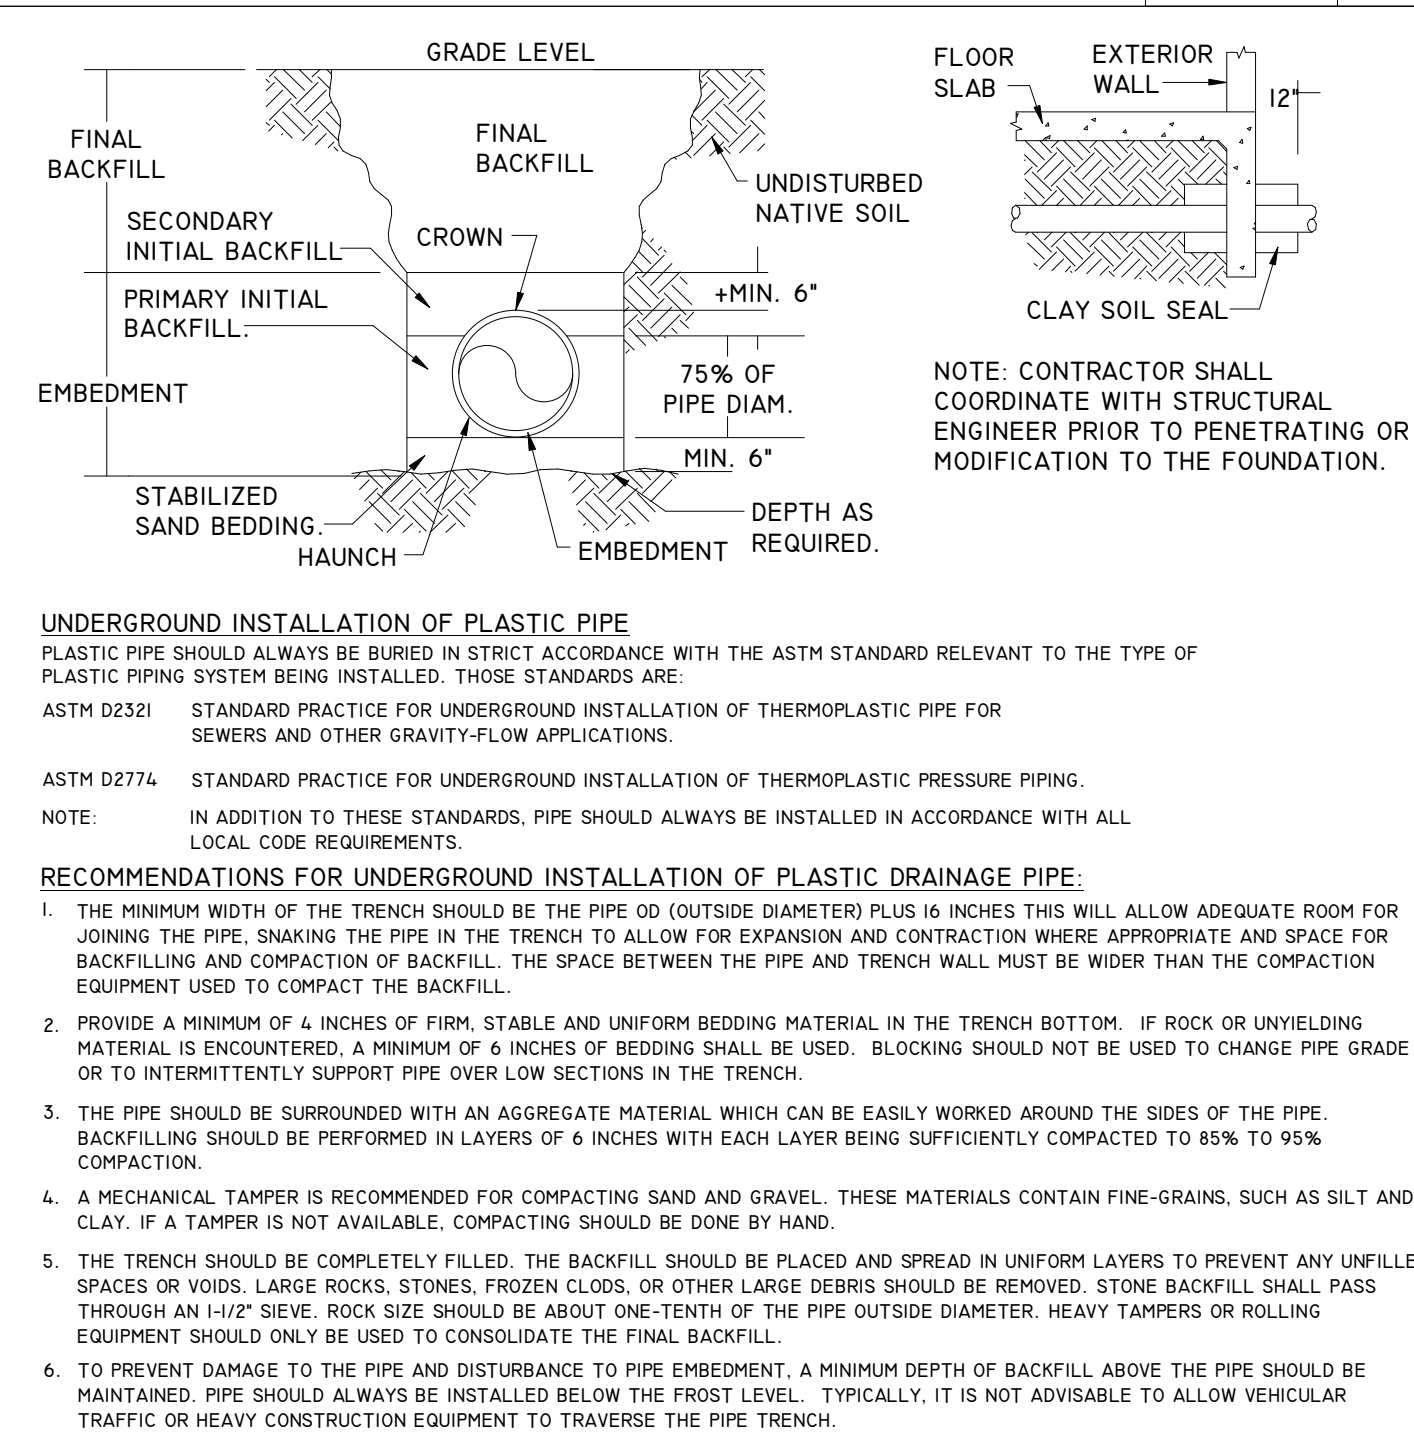 GRADE LEVEL
FINAL
BACKFILL
FINAL
BACKFILL
UNDISTURBED
NATIVE SOIL
SECONDARY
INITIAL BACKFILL
CROWN
PRIMARY INITIAL
BACKFILL.
+MIN. 6"
75% OF
PIPE DIAM.
EMBEDMENT
MIN. 6"
STABILIZED
SAND BEDDING.
HAUNCH
EMBEDMENT
DEPTH AS
REQUIRED.
FLOOR
SLAB
EXTERIOR
WALL
12"
CLAY SOIL SEAL
NOTE: CONTRACTOR SHALL
COORDINATE WITH STRUCTURAL
ENGINEER PRIOR TO PENETRATING OR
MODIFICATION TO THE FOUNDATION.
UNDERGROUND INSTALLATION OF PLASTIC PIPE
PLASTIC PIPE SHOULD ALWAYS BE BURIED IN STRICT ACCORDANCE WITH THE ASTM STANDARD RELEVANT TO THE TYPE OF
PLASTIC PIPING SYSTEM BEING INSTALLED. THOSE STANDARDS ARE:
ASTM D2321 STANDARD PRACTICE FOR UNDERGROUND INSTALLATION OF THERMOPLASTIC PIPE FOR
SEWERS AND OTHER GRAVITY-FLOW APPLICATIONS.
ASTM D2774 STANDARD PRACTICE FOR UNDERGROUND INSTALLATION OF THERMOPLASTIC PRESSURE PIPING.
NOTE: IN ADDITION TO THESE STANDARDS, PIPE SHOULD ALWAYS BE INSTALLED IN ACCORDANCE WITH ALL
LOCAL CODE REQUIREMENTS.
RECOMMENDATIONS FOR UNDERGROUND INSTALLATION OF PLASTIC DRAINAGE PIPE:
1. THE MINIMUM WIDTH OF THE TRENCH SHOULD BE THE PIPE OD (OUTSIDE DIAMETER) PLUS 16 INCHES THIS WILL ALLOW ADEQUATE ROOM FOR
JOINING THE PIPE, SNAKING THE PIPE IN THE TRENCH TO ALLOW FOR EXPANSION AND CONTRACTION WHERE APPROPRIATE AND SPACE FOR
BACKFILLING AND COMPACTION OF BACKFILL. THE SPACE BETWEEN THE PIPE AND TRENCH WALL MUST BE WIDER THAN THE COMPACTION
EQUIPMENT USED TO COMPACT THE BACKFILL.
2. PROVIDE A MINIMUM OF 4 INCHES OF FIRM, STABLE AND UNIFORM BEDDING MATERIAL IN THE TRENCH BOTTOM. IF ROCK OR UNYIELDING
MATERIAL IS ENCOUNTERED, A MINIMUM OF 6 INCHES OF BEDDING SHALL BE USED. BLOCKING SHOULD NOT BE USED TO CHANGE PIPE GRADE
OR TO INTERMITTENTLY SUPPORT PIPE OVER LOW SECTIONS IN THE TRENCH.
3. THE PIPE SHOULD BE SURROUNDED WITH AN AGGREGATE MATERIAL WHICH CAN BE EASILY WORKED AROUND THE SIDES OF THE PIPE.
BACKFILLING SHOULD BE PERFORMED IN LAYERS OF 6 INCHES WITH EACH LAYER BEING SUFFICIENTLY COMPACTED TO 85% TO 95%
COMPACTION.
4. A MECHANICAL TAMPER IS RECOMMENDED FOR COMPACTING SAND AND GRAVEL. THESE MATERIALS CONTAIN FINE-GRAINS, SUCH AS SILT AND
CLAY. IF A TAMPER IS NOT AVAILABLE, COMPACTING SHOULD BE DONE BY HAND.
5. THE TRENCH SHOULD BE COMPLETELY FILLED. THE BACKFILL SHOULD BE PLACED AND SPREAD IN UNIFORM LAYERS TO PREVENT ANY UNFILLE
SPACES OR VOIDS. LARGE ROCKS, STONES, FROZEN CLODS, OR OTHER LARGE DEBRIS SHOULD BE REMOVED. STONE BACKFILL SHALL PASS
THROUGH AN 1-1/2" SIEVE. ROCK SIZE SHOULD BE ABOUT ONE-TENTH OF THE PIPE OUTSIDE DIAMETER. HEAVY TAMPERS OR ROLLING
EQUIPMENT SHOULD ONLY BE USED TO CONSOLIDATE THE FINAL BACKFILL.
6. TO PREVENT DAMAGE TO THE PIPE AND DISTURBANCE TO PIPE EMBEDMENT, A MINIMUM DEPTH OF BACKFILL ABOVE THE PIPE SHOULD BE
MAINTAINED. PIPE SHOULD ALWAYS BE INSTALLED BELOW THE FROST LEVEL. TYPICALLY, IT IS NOT ADVISABLE TO ALLOW VEHICULAR
TRAFFIC OR HEAVY CONSTRUCTION EQUIPMENT TO TRAVERSE THE PIPE TRENCH.